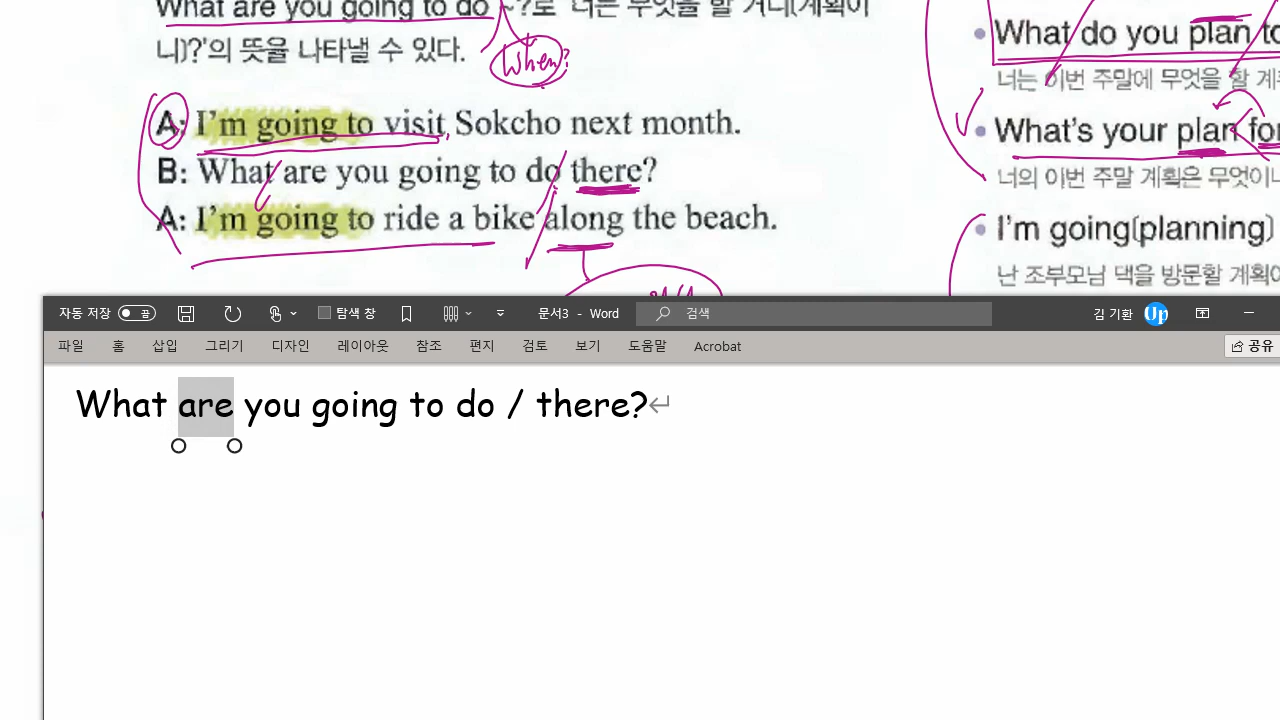 What are you going to do ~?로 '너는 무엇을 할 거니(계획이
니)?'의 뜻을 나타낼 수 있다.
When?
A: I'm going to visit Sokcho next month.
B: What are you going to do there?
A: I'm going to ride a bike along the beach.
What do you plan to
너는 이번 주말에 무엇을 할 계획
What's your plan for
너의 이번 주말 계획은 무엇이니
I'm going(planning)
난 조부모님 댁을 방문할 계획이
자동 저장 끔 탐색 창 문서3 - Word 검색 김 기환 Up
파일 홈 삽입 그리기 디자인 레이아웃 참조 편지 검토 보기 도움말 Acrobat 공유
What are you going to do / there?